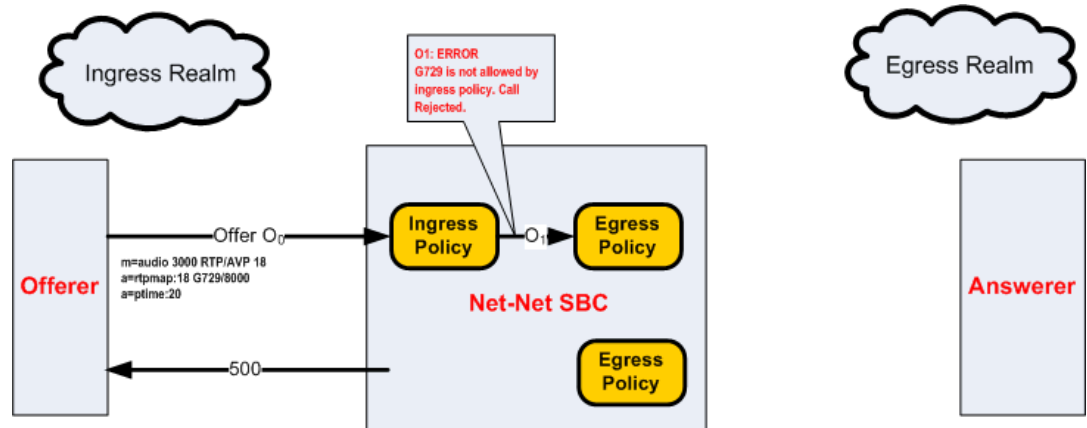 Ingress Realm
O1: ERROR
G729 is not allowed by
ingress policy. Call
Rejected.
Egress Realm
Offerer
Offer O0
m=audio 3000 RTP/AVP 18
a=rtpmap:18 G729/8000
a=ptime:20
Ingress
Policy
O1
Egress
Policy
Net-Net SBC
Answerer
500
Egress
Policy